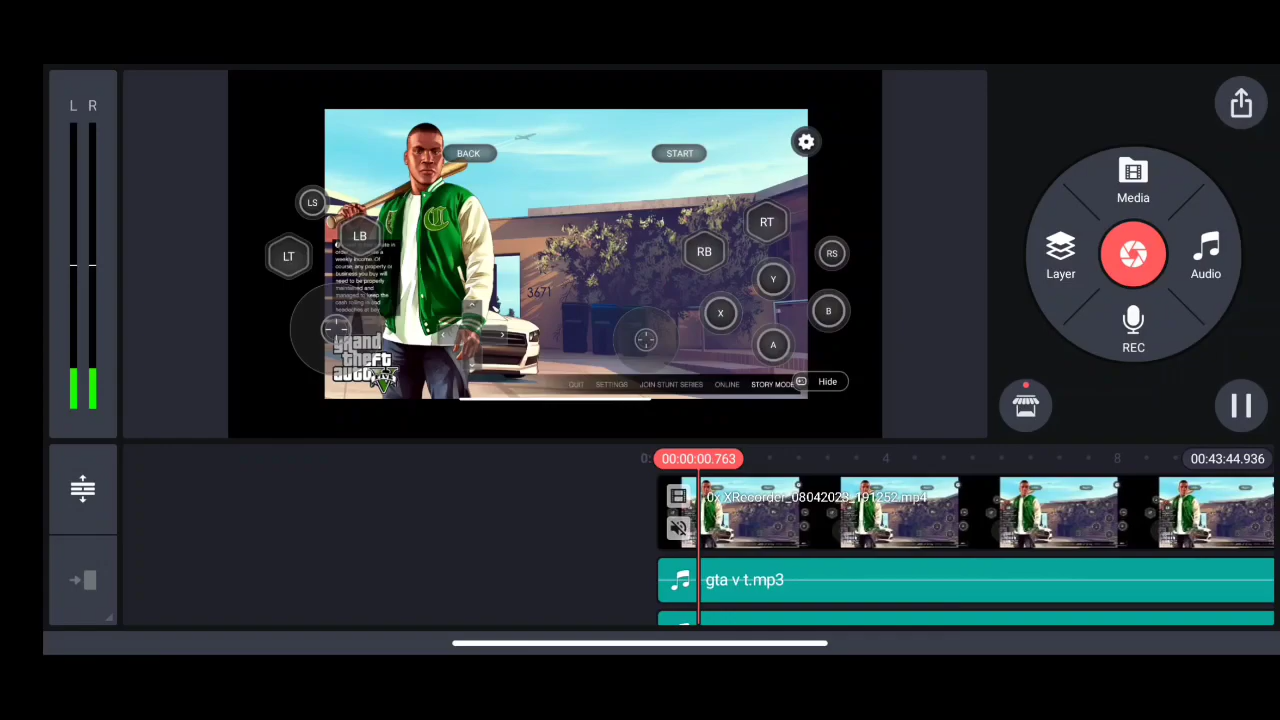 L R
BACK
START
Media
LS
LB
RT
LT
RB
RS
Layer
Audio
Y
3671
X
B
REC
A
grand
theft
auto
V
QUIT SETTINGS JOIN STUNT SERIES ONLINE STORY MODE
Hide
00:00:00.763
4
8
00:43:44.936
XRecorder_08042023_191252.mp4
gta v t.mp3